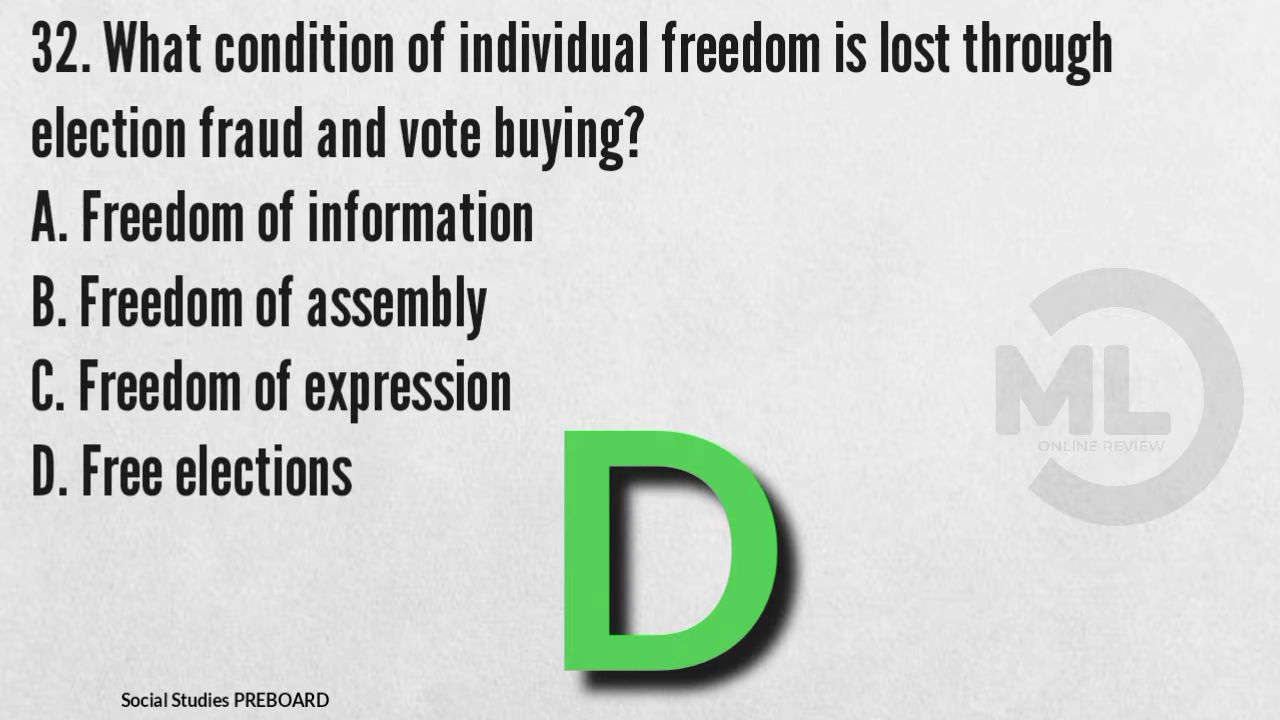 32. What condition of individual freedom is lost through
election fraud and vote buying?
A. Freedom of information
B. Freedom of assembly
C. Freedom of expression
D. Free elections
D
ML
ONLINE REVIEW
Social Studies PREBOARD